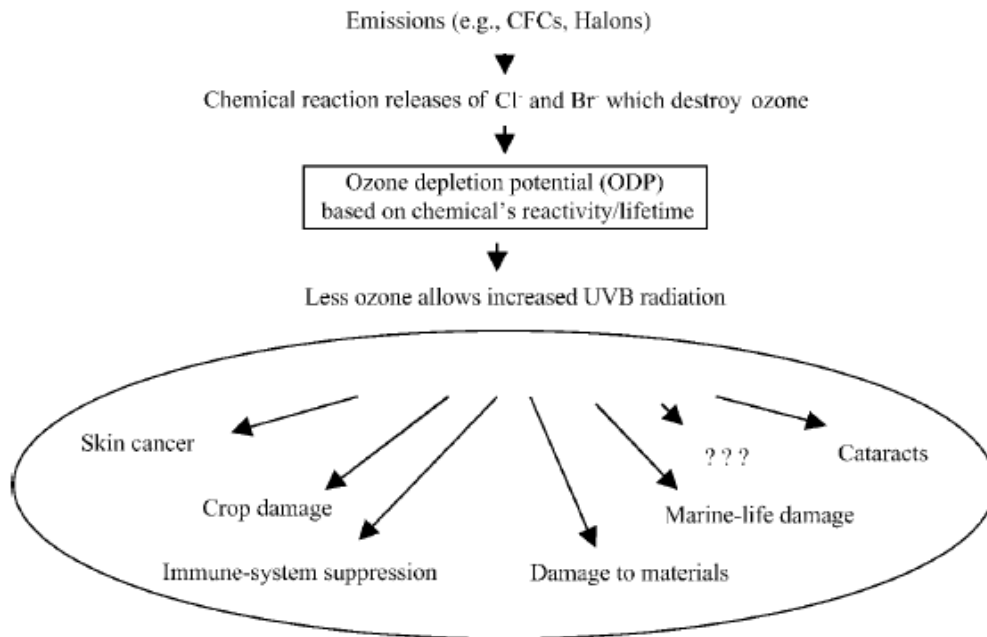 Emissions (e.g., CFCs, Halons)
Chemical reaction releases of Cl⁻ and Br⁻ which destroy ozone
Ozone depletion potential (ODP)
based on chemical's reactivity/lifetime
Less ozone allows increased UVB radiation
Skin cancer
? ? ?
Cataracts
Crop damage
Marine-life damage
Immune-system suppression
Damage to materials